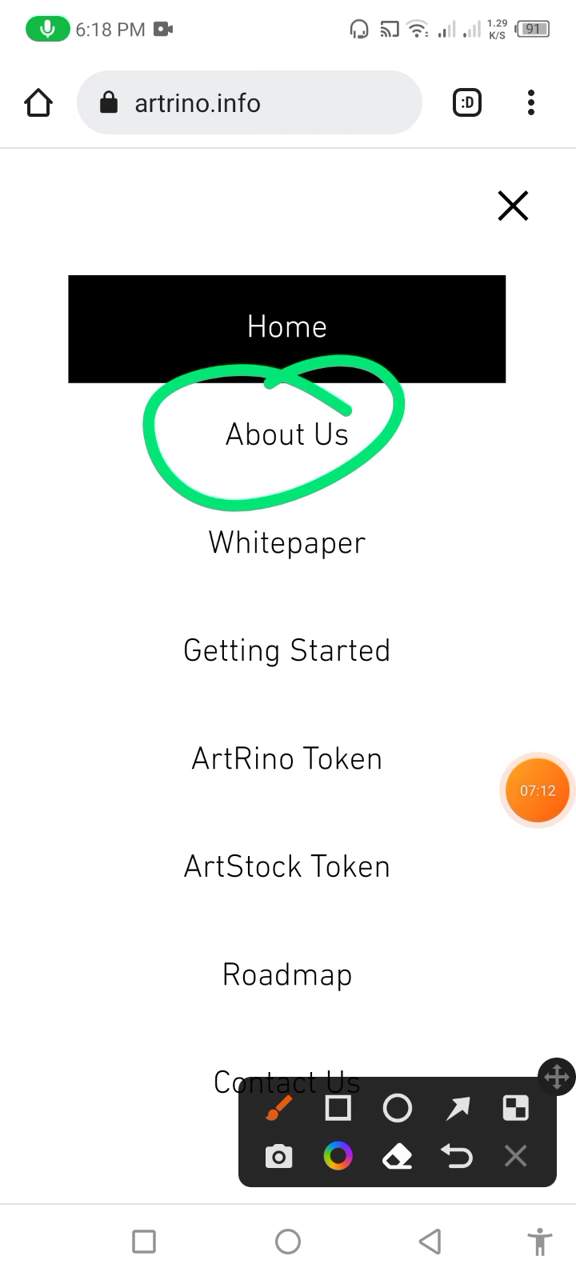 6:18 PM
1.29
K/S
91
artrino.info
:D
Home
About Us
Whitepaper
Getting Started
ArtRino Token
07:12
ArtStock Token
Roadmap
Contact Us